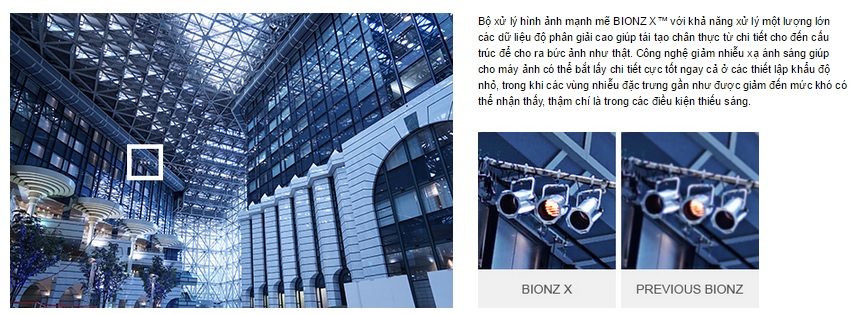 Bộ xử lý hình ảnh mạnh mẽ BIONZ X™ với khả năng xử lý một lượng lớn
các dữ liệu độ phân giải cao giúp tái tạo chân thực từ chi tiết cho đến cấu
trúc để cho ra bức ảnh như thật. Công nghệ giảm nhiễu xạ ánh sáng giúp
cho máy ảnh có thể bắt lấy chi tiết cực tốt ngay cả ở các thiết lập khẩu độ
nhỏ, trong khi các vùng nhiễu đặc trưng gần như được giảm đến mức khó có
thể nhận thấy, thậm chí là trong các điều kiện thiếu sáng.
BIONZ X
PREVIOUS BIONZ